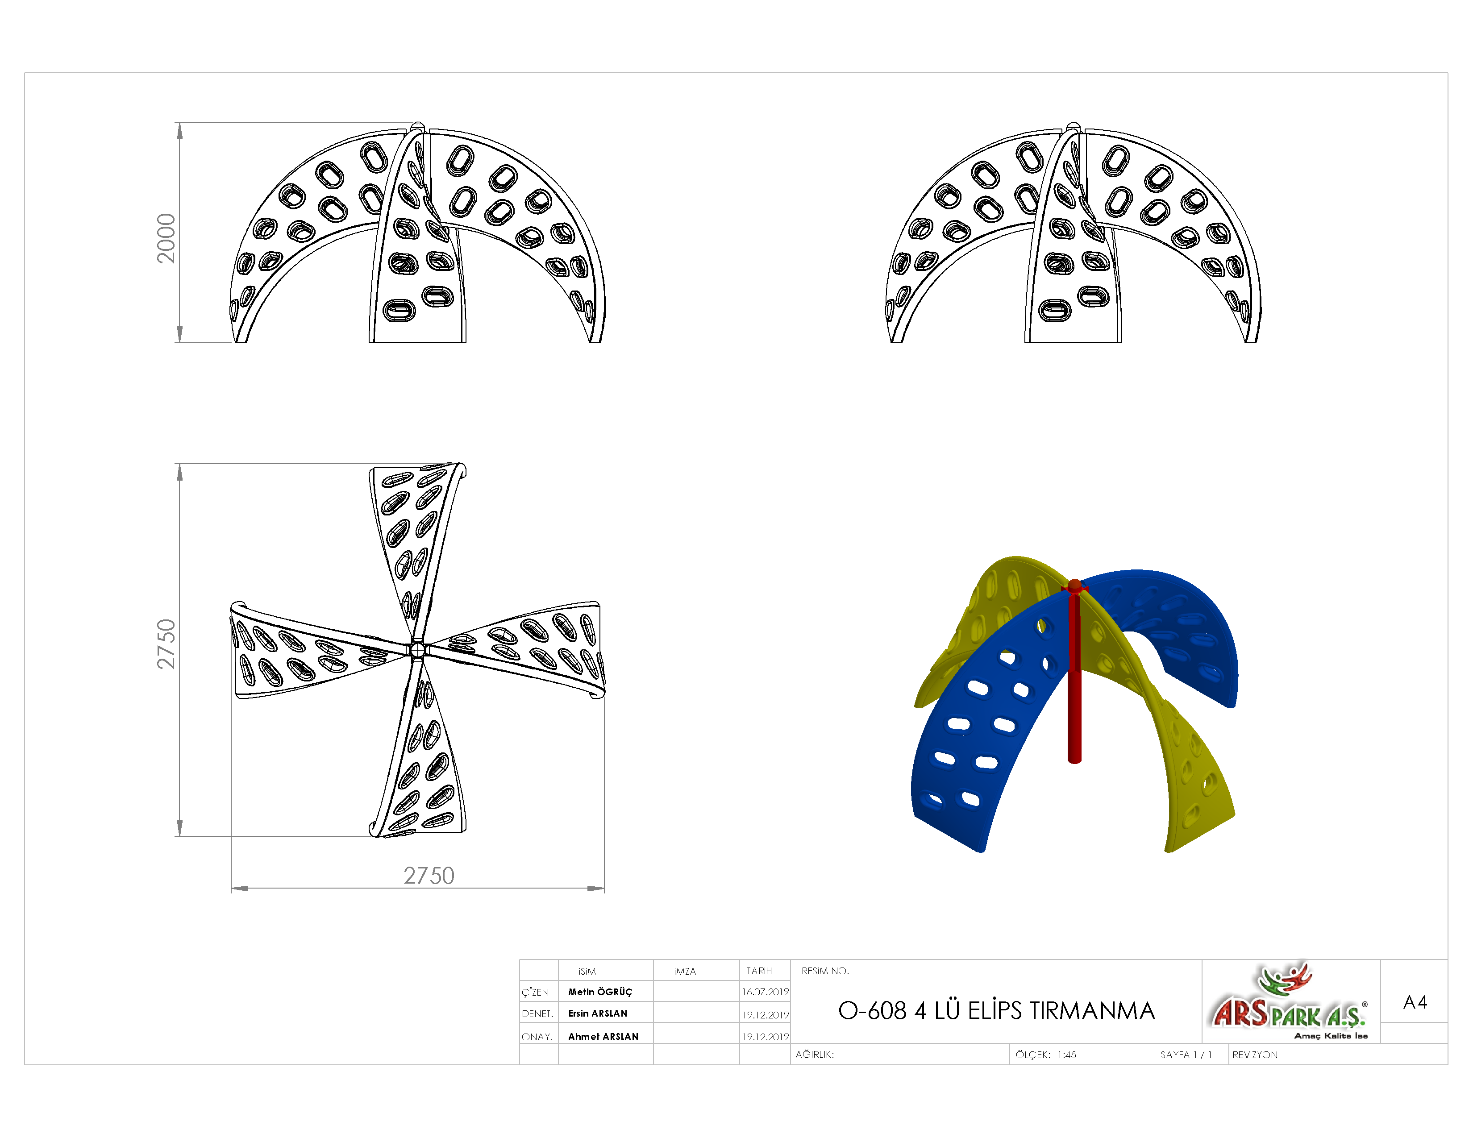 2000
2750
2750
İSİM
İMZA
TARİH
RESİM NO.
ÇİZEN.
Metin ÖGRÜÇ
16.07.2019
DENET.
Ersin ARSLAN
19.12.2019
ONAY.
Ahmet ARSLAN
19.12.2019
O-608 4 LÜ ELİPS TIRMANMA
ARSPARK A.Ş.®
Amaç Kalite İse
A4
AĞIRLIK:
ÖLÇEK: 1:45
SAYFA 1 / 1
REVİZYON